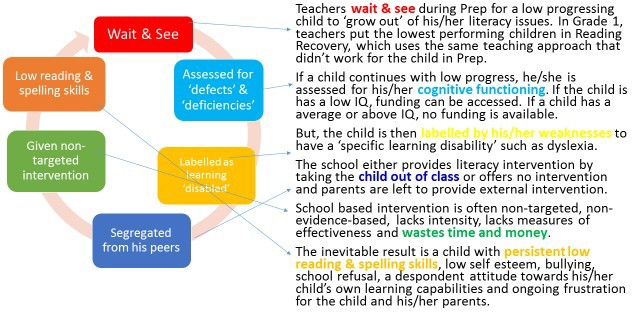 Wait & See
Assessed for
'defects' &
'deficiencies'
Labelled as
learning
'disabled'
Segregated
from his peers
Given non-
targeted
intervention
Low reading &
spelling skills
Teachers wait & see during Prep for a low progressing
child to 'grow out' of his/her literacy issues. In Grade 1,
teachers put the lowest performing children in Reading
Recovery, which uses the same teaching approach that
didn't work for the child in Prep.
If a child continues with low progress, he/she is
assessed for his/her cognitive functioning. If the child
has a low IQ, funding can be accessed. If a child has a
average or above IQ, no funding is available.
But, the child is then labelled by his/her weaknesses to
have a 'specific learning disability' such as dyslexia.
The school either provides literacy intervention by
taking the child out of class or offers no intervention
and parents are left to provide external intervention.
School based intervention is often non-targeted, non-
evidence-based, lacks intensity, lacks measures of
effectiveness and wastes time and money.
The inevitable result is a child with persistent low
reading & spelling skills, low self esteem, bullying,
school refusal, a despondent attitude towards his/her
child's own learning capabilities and ongoing frustration
for the child and his/her parents.